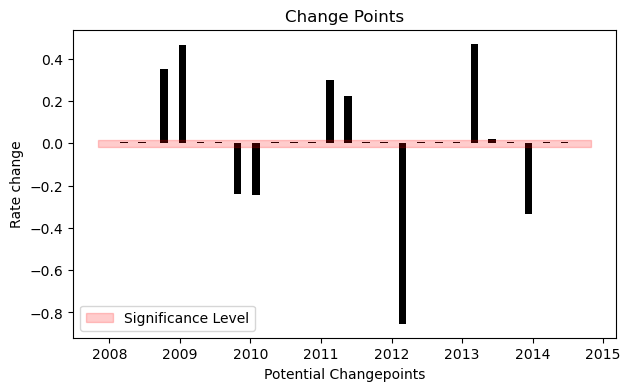 Change Points
Rate change
0.4
0.2
0.0
−0.2
−0.4
−0.6
−0.8
Significance Level
2008 2009 2010 2011 2012 2013 2014 2015
Potential Changepoints